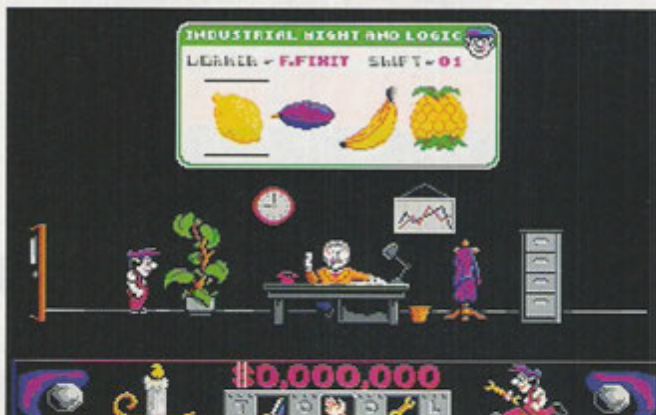 INDUSTRIAL MIGHT AND LOGIC
WORKER - F.FIXIT SHIFT - 01
$0,000,000
T O O L